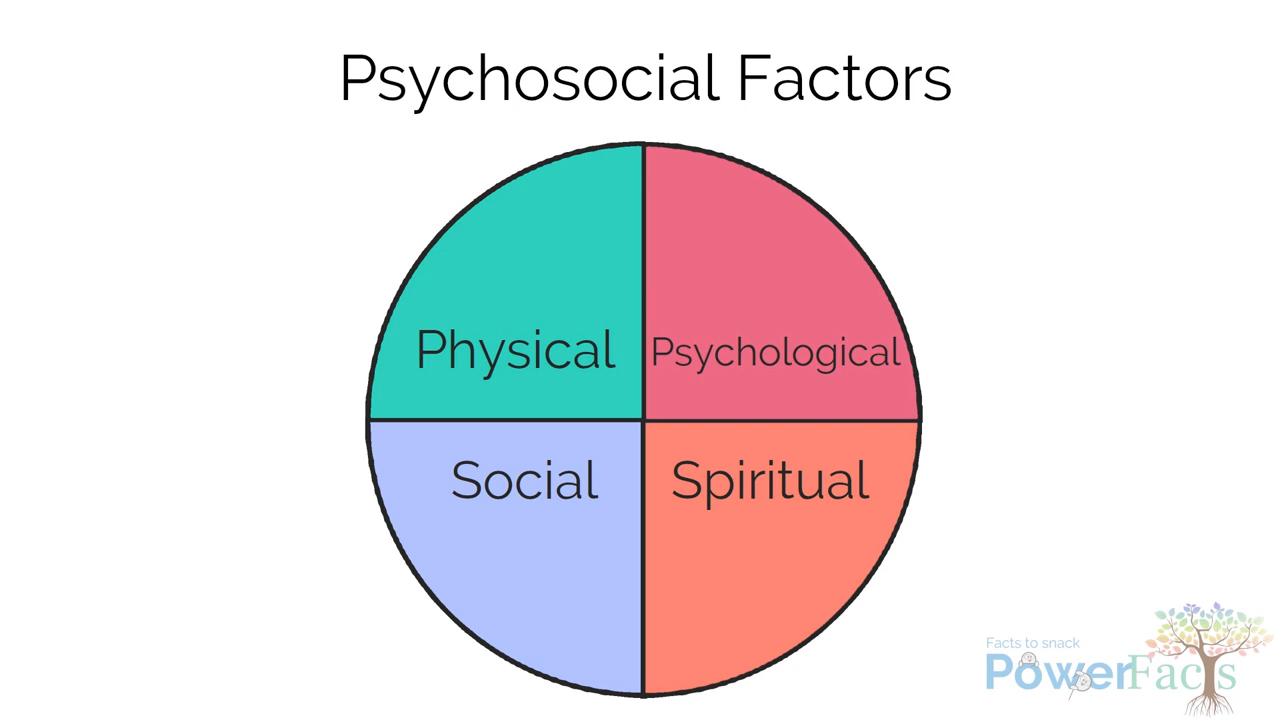 Psychosocial Factors
Physical
Psychological
Social
Spiritual
Facts to snack
PowerFacts